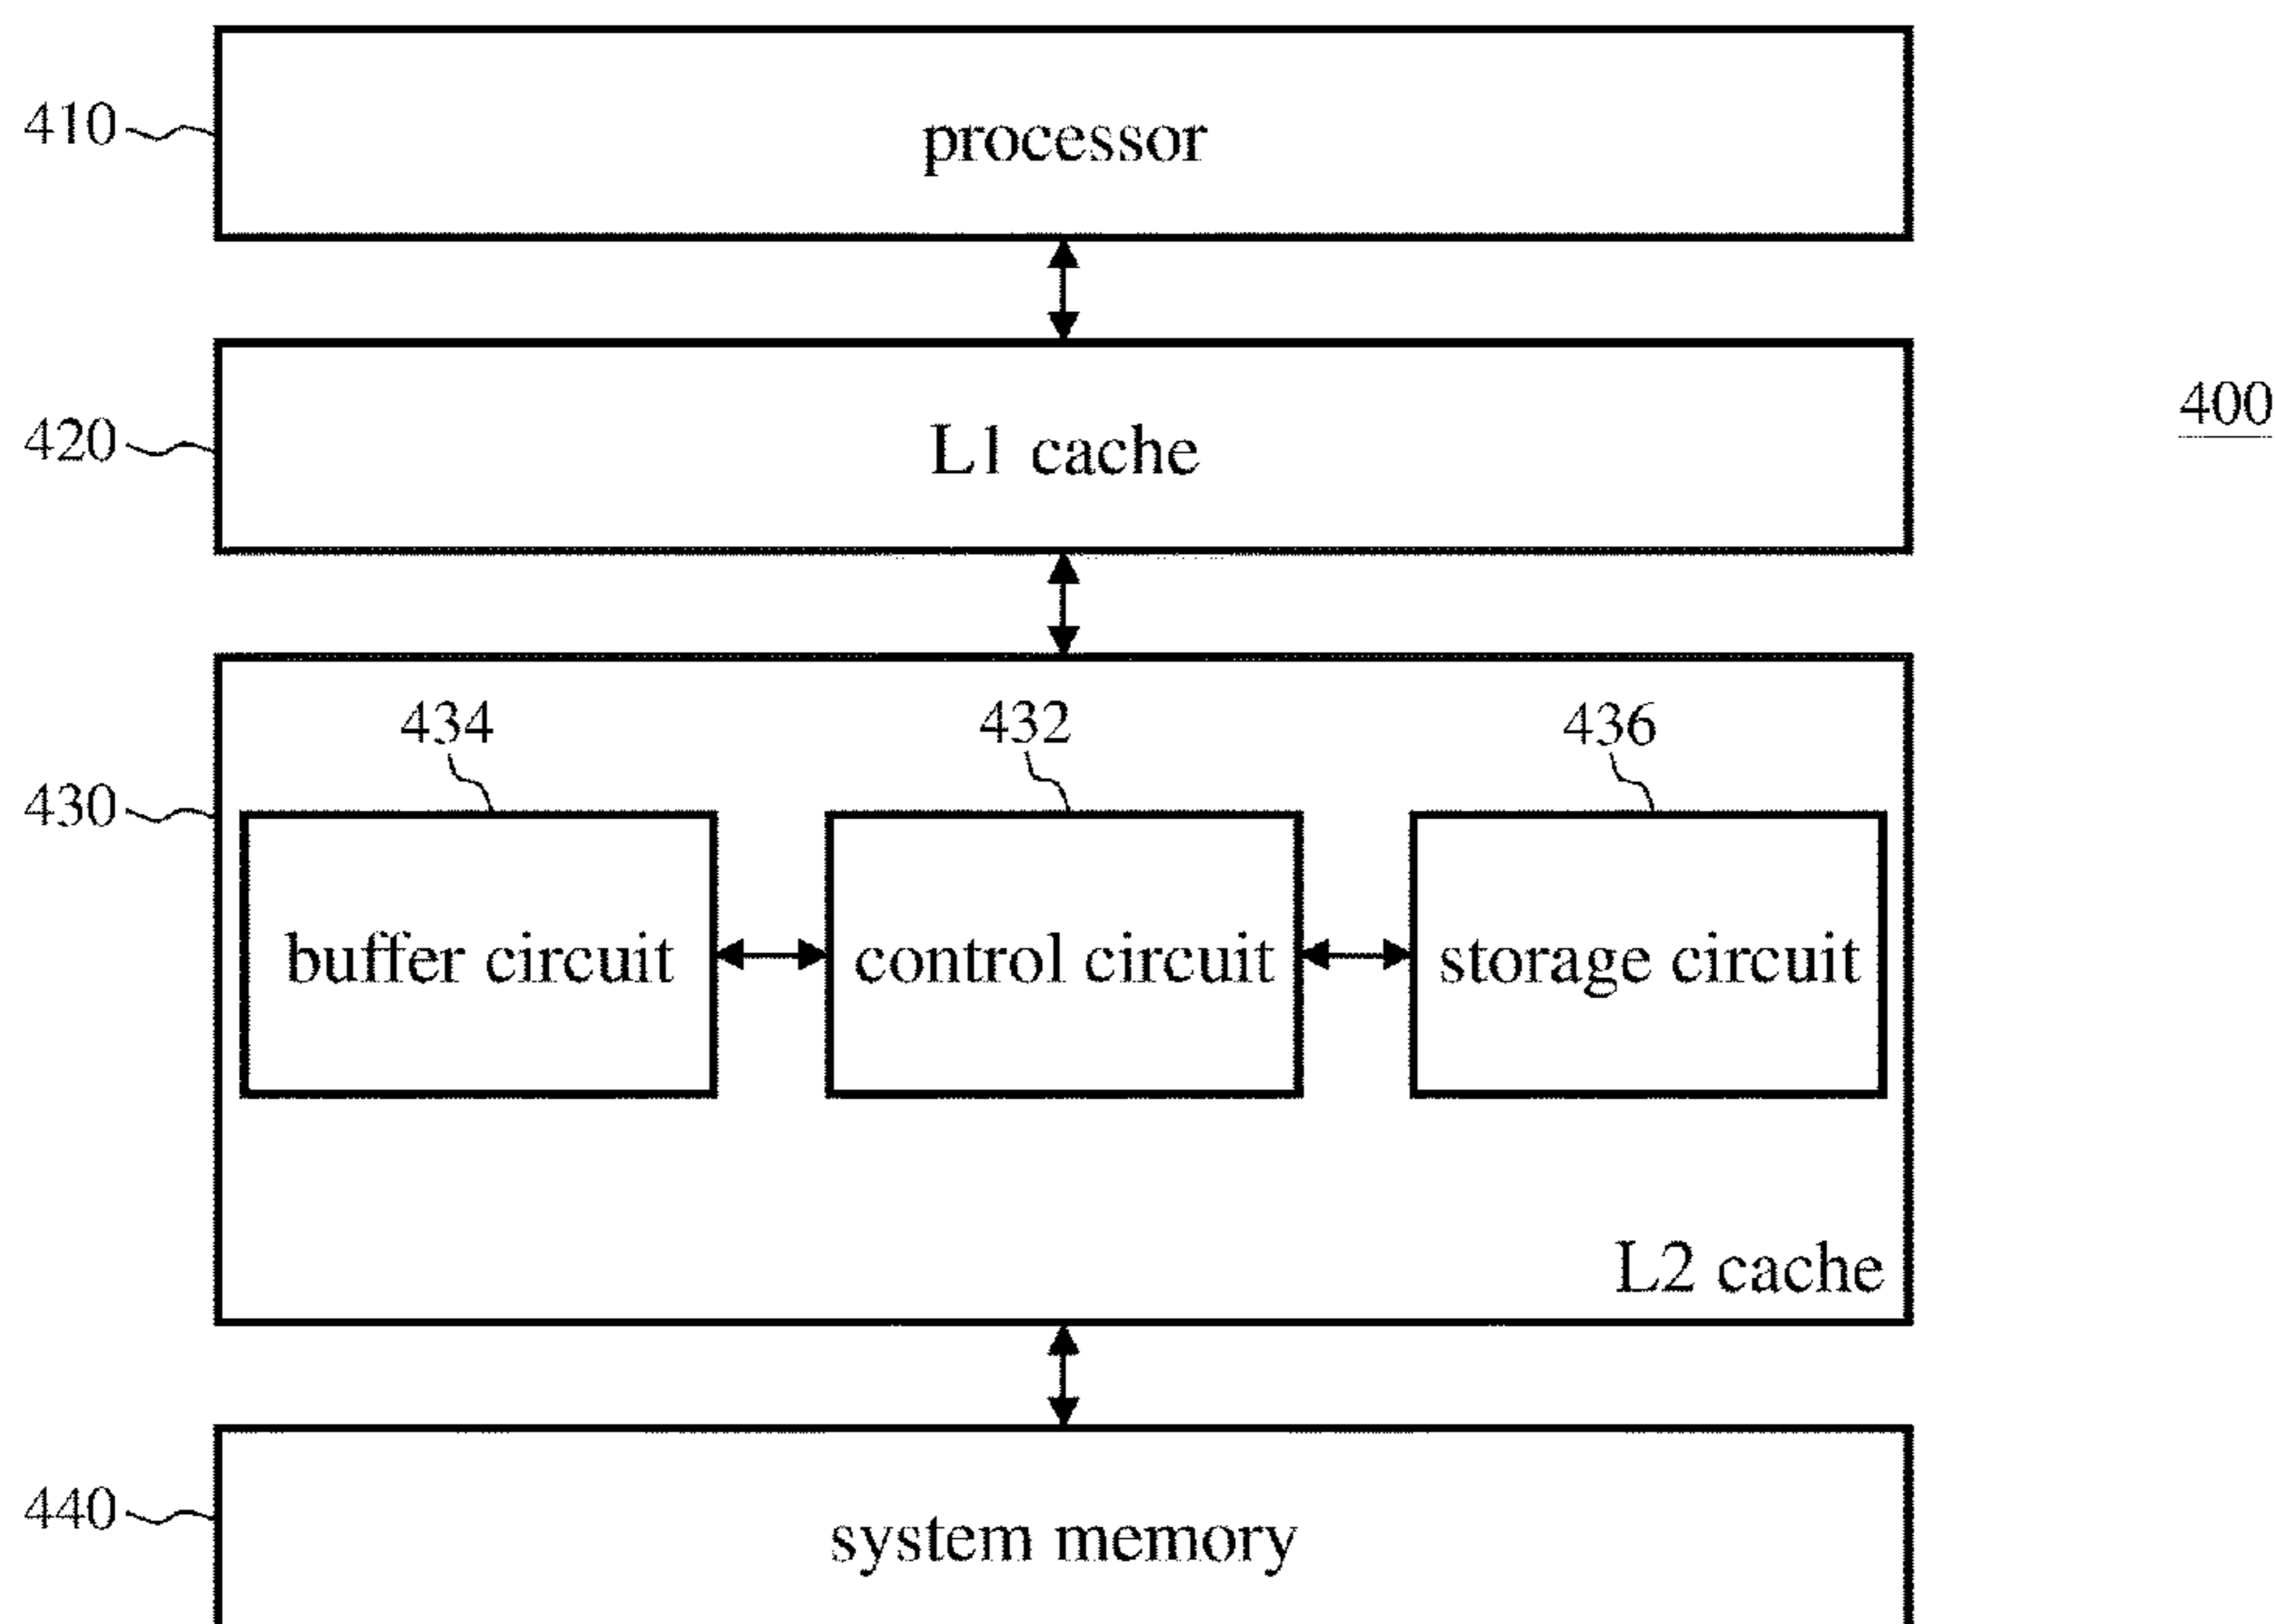 410
processor
420
L1 cache
400
430
434
432
436
buffer circuit
control circuit
storage circuit
L2 cache
440
system memory